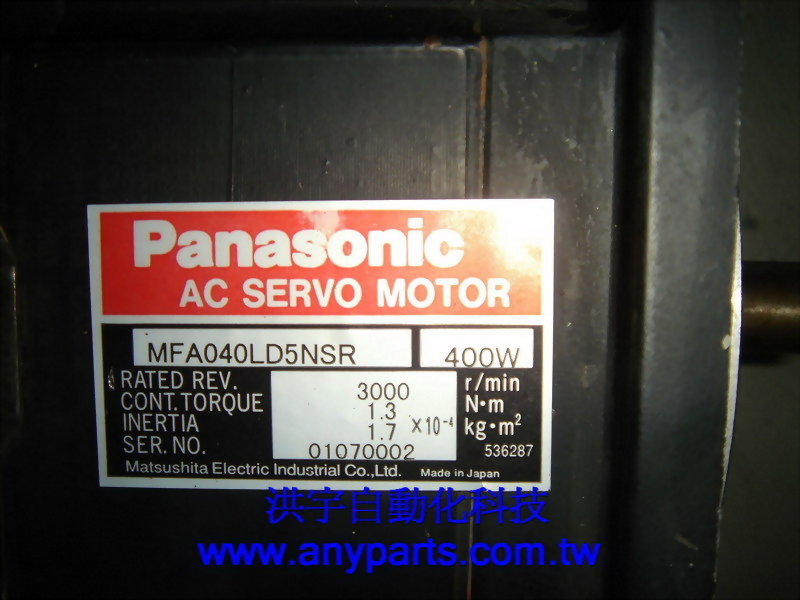 Panasonic
AC SERVO MOTOR
MFA040LD5NSR 400W
RATED REV. 3000 r/min
CONT.TORQUE 1.3 N·m
INERTIA 1.7 ×10⁻⁴ kg·m²
SER. NO. 01070002 536287
Matsushita Electric Industrial Co.,Ltd. Made in Japan
洪宇自動化科技
www.anyparts.com.tw